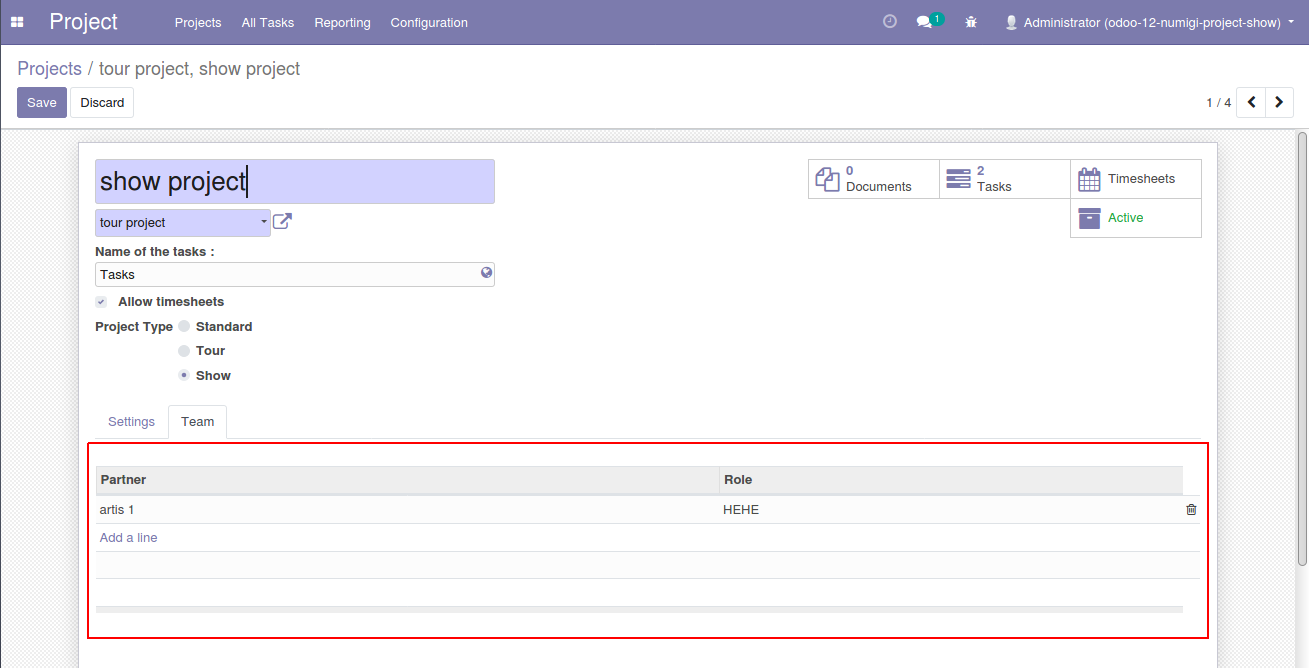 Project Projects All Tasks Reporting Configuration 1 Administrator (odoo-12-numigi-project-show)
Projects / tour project, show project
Save Discard 1 / 4
show project
0 Documents
2 Tasks
Timesheets
tour project
Active
Name of the tasks :
Tasks
Allow timesheets
Project Type Standard
Tour
Show
Settings Team
Partner Role
artis 1 HEHE
Add a line